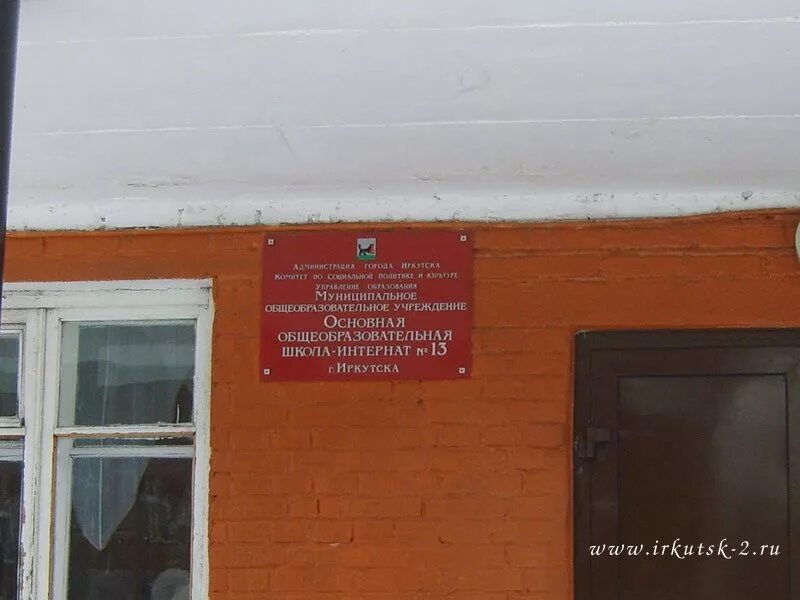 Администрация города Иркутска
Комитет по социальной политике и культуре
Управление образования
Муниципальное
общеобразовательное учреждение
Основная
общеобразовательная
школа-интернат № 13
г. Иркутска
www.irkutsk-2.ru